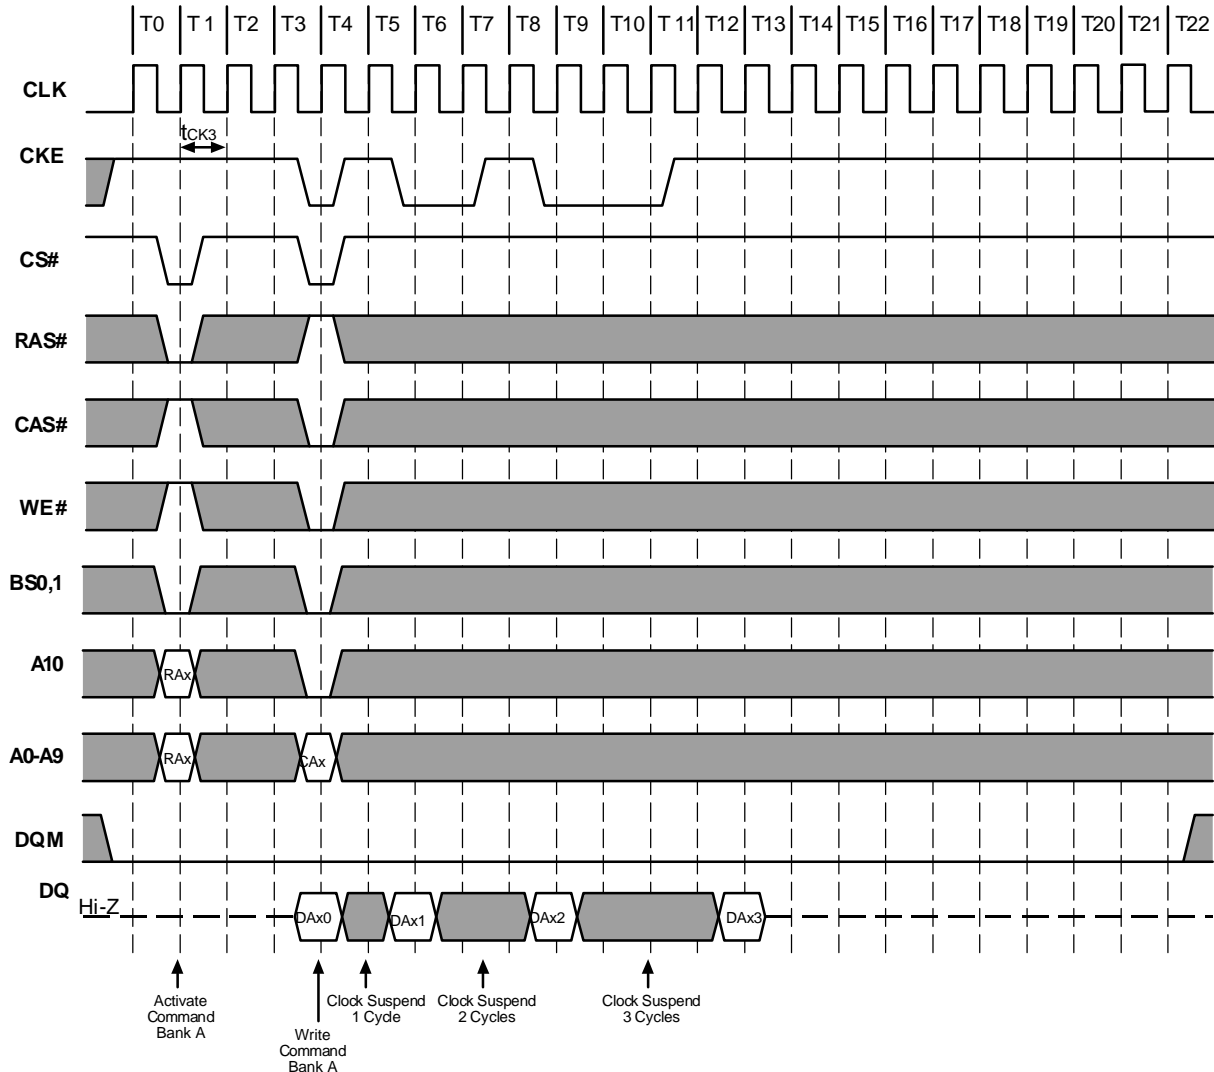 T0 T1 T2 T3 T4 T5 T6 T7 T8 T9 T10 T11 T12 T13 T14 T15 T16 T17 T18 T19 T20 T21 T22
CLK
tCK3
CKE
CS#
RAS#
CAS#
WE#
BS0,1
A10
RAx
A0-A9
RAx CAx
DQM
DQ
Hi-Z
DAx0 DAx1 DAx2 DAx3
Activate
Command
Bank A
Write
Command
Bank A
Clock Suspend
1 Cycle
Clock Suspend
2 Cycles
Clock Suspend
3 Cycles